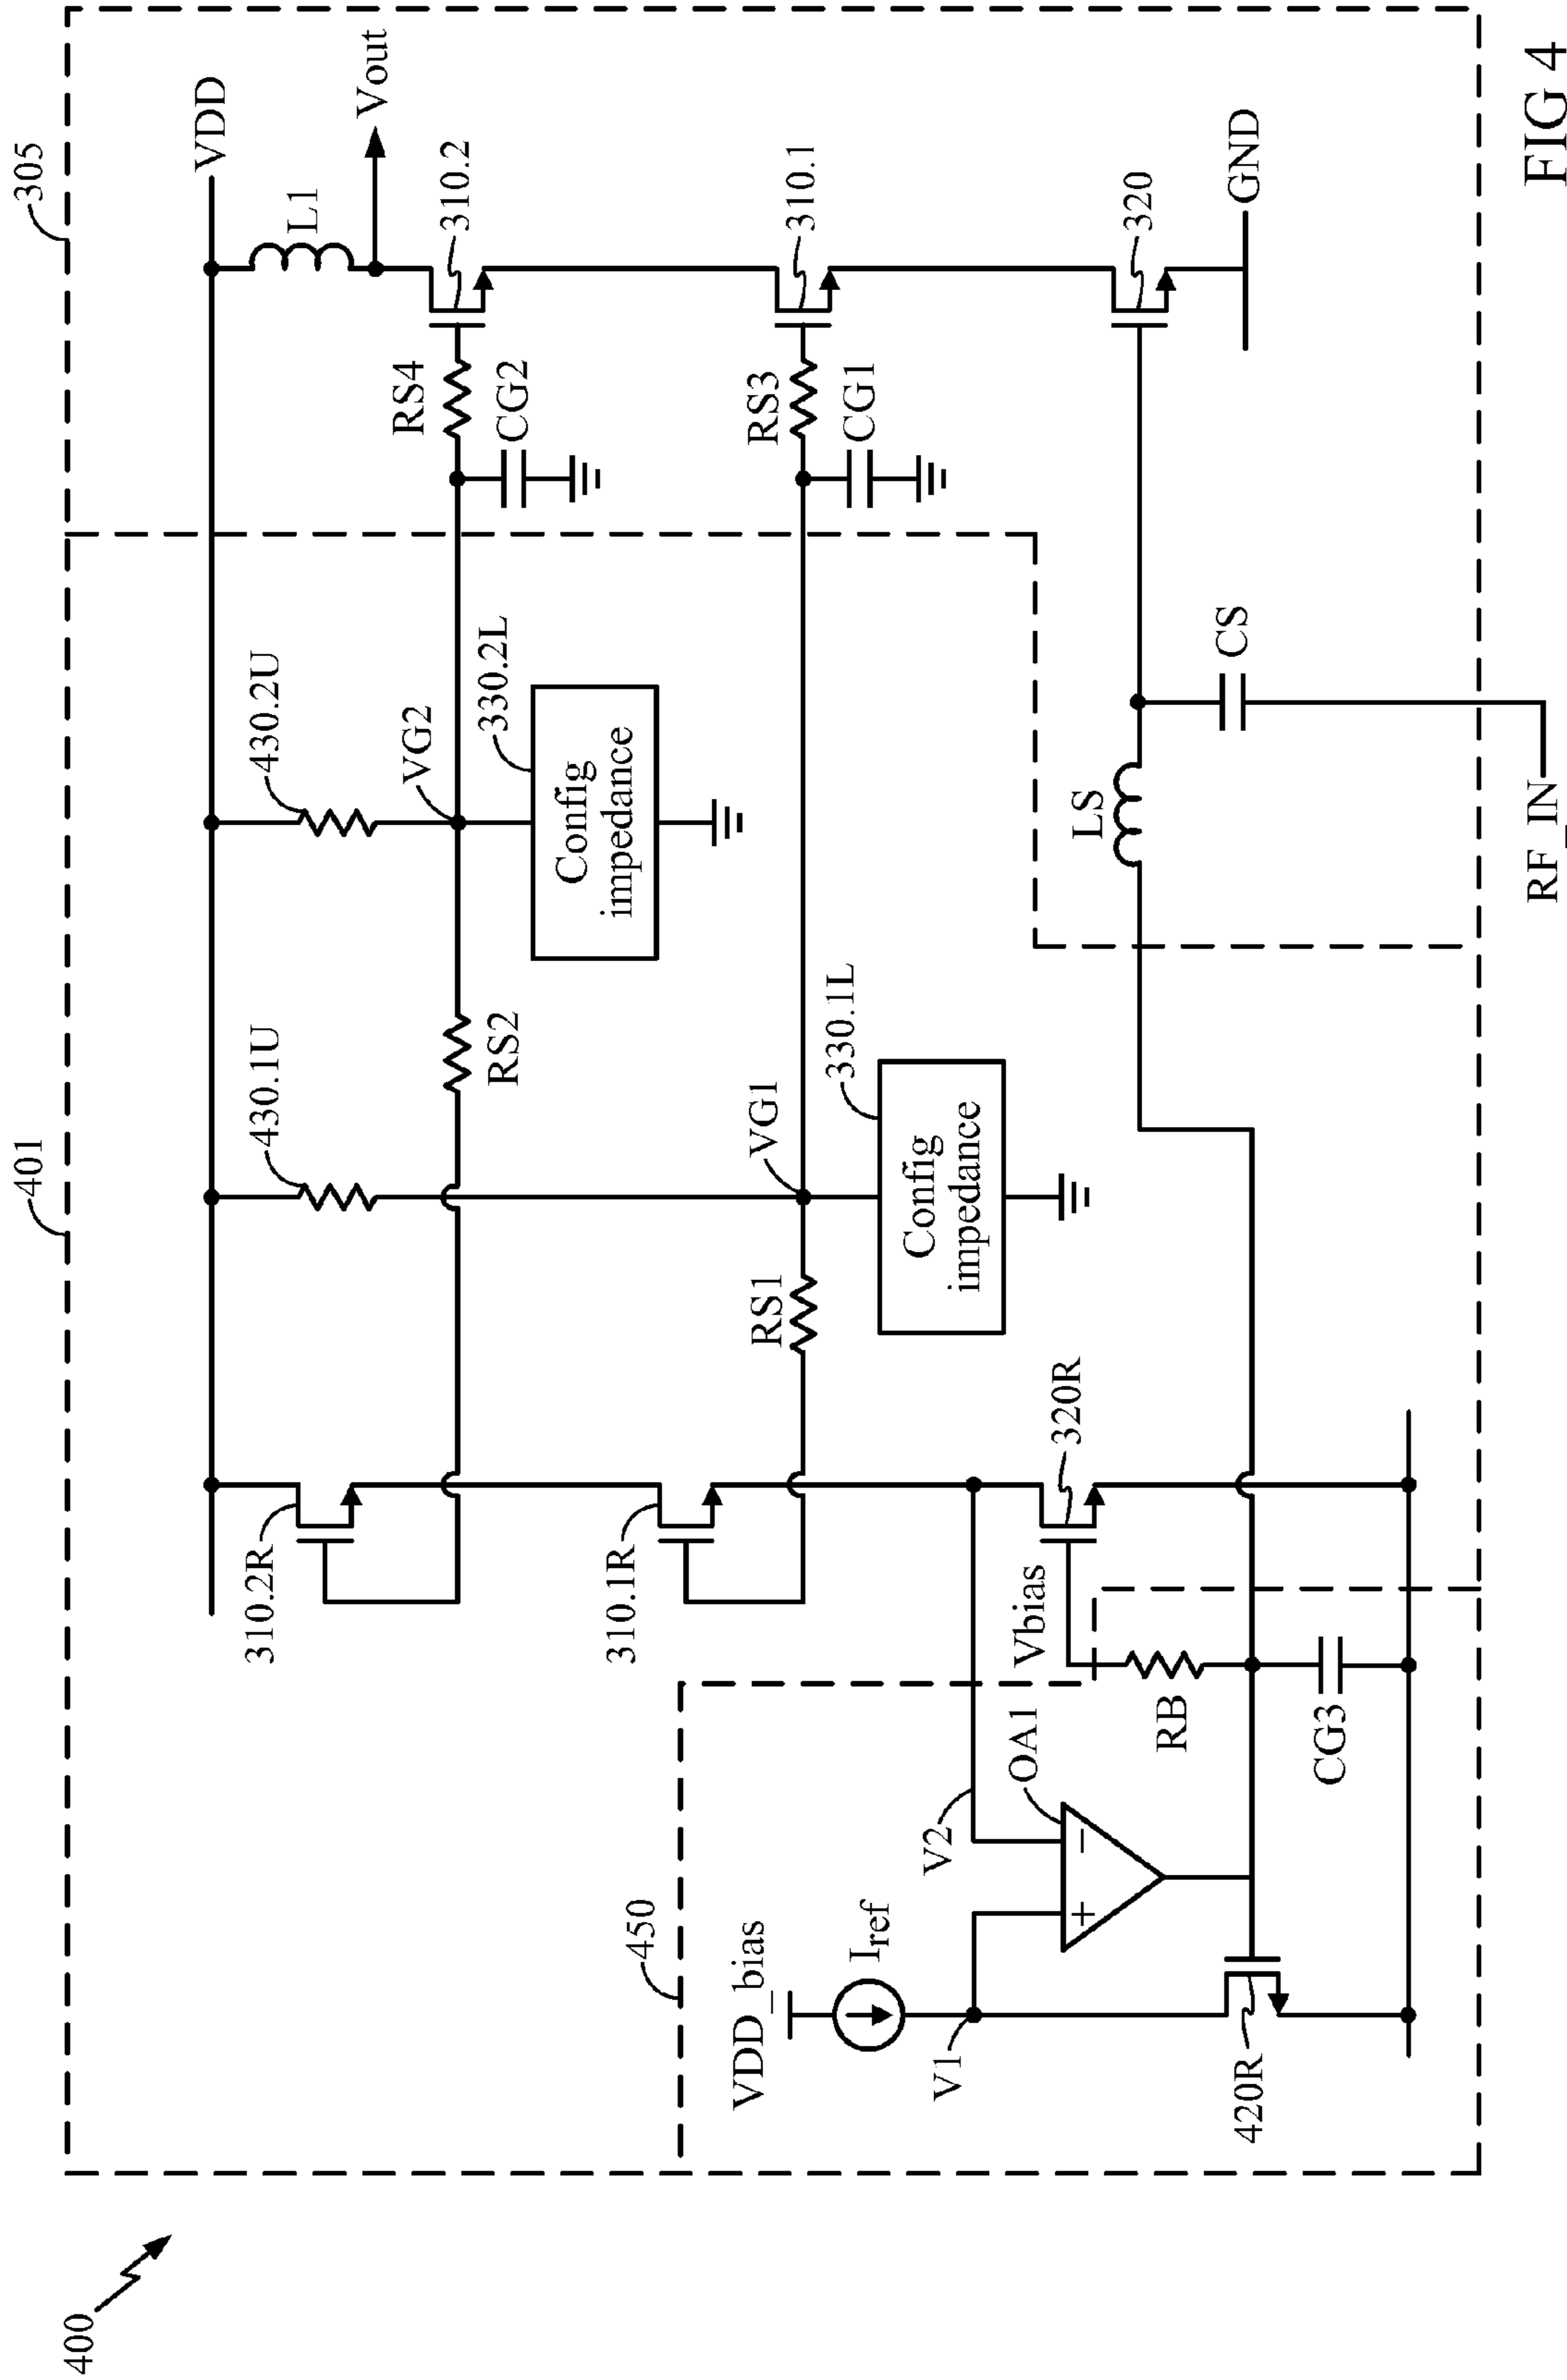 400
401
305
VDD
L1
Vout
430.1U
430.2U
310.2R
RS2
VG2
RS4
310.2
CG2
330.2L
Config
impedance
310.1R
RS1
VG1
RS3
310.1
CG1
330.1L
Config
impedance
450
VDD_bias
Iref
V1
V2
OA1
+
−
Vbias
320R
LS
CS
320
GND
RB
CG3
420R
RF_IN
FIG 4